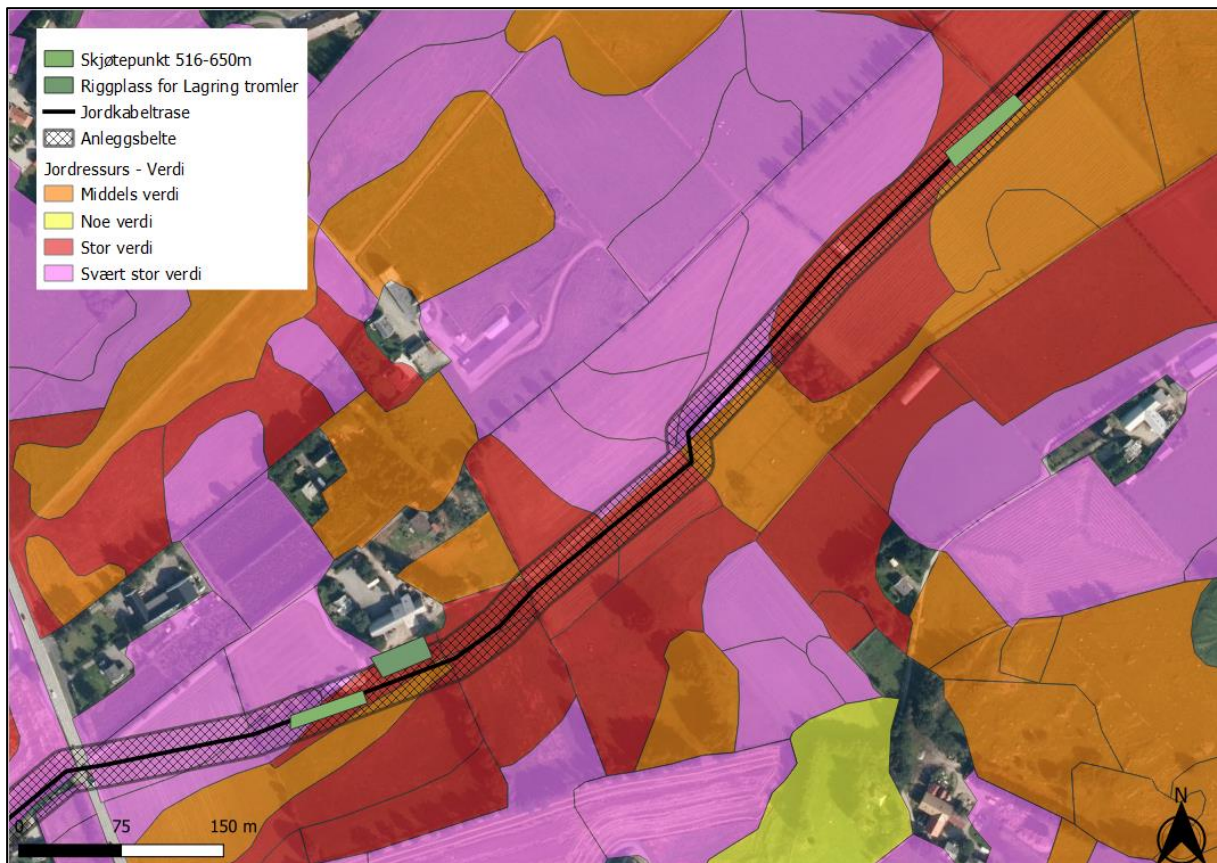 Skjøtepunkt 516-650m
Riggplass for Lagring tromler
Jordkabeltrase
Anleggsbelte
Jordressurs - Verdi
Middels verdi
Noe verdi
Stor verdi
Svært stor verdi
N
0 75 150 m